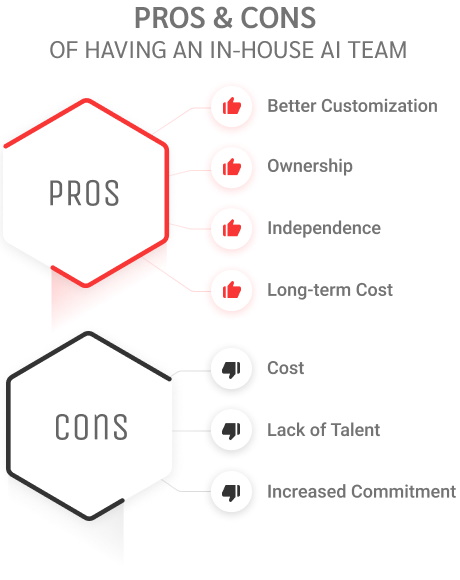 PROS & CONS
OF HAVING AN IN-HOUSE AI TEAM
PROS
Better Customization
Ownership
Independence
Long-term Cost
CONS
Cost
Lack of Talent
Increased Commitment